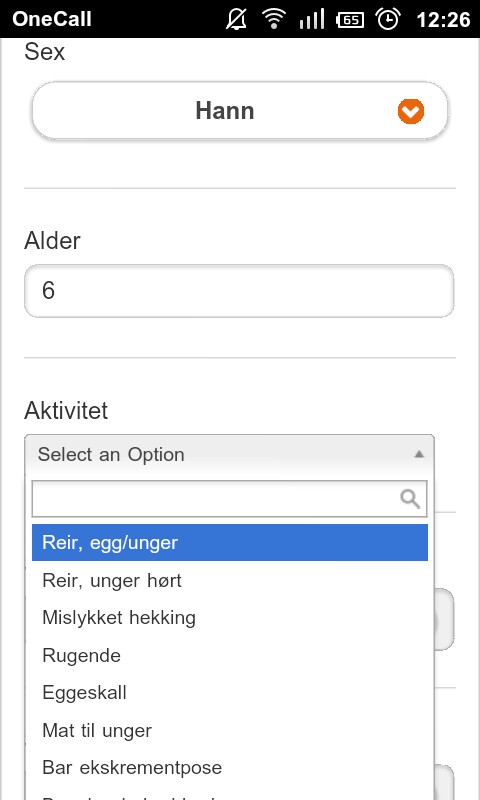 OneCall 65 12:26
Sex
Hann
Alder
6
Aktivitet
Select an Option
Reir, egg/unger
Reir, unger hørt
Mislykket hekking
Rugende
Eggeskall
Mat til unger
Bar ekskrementpose